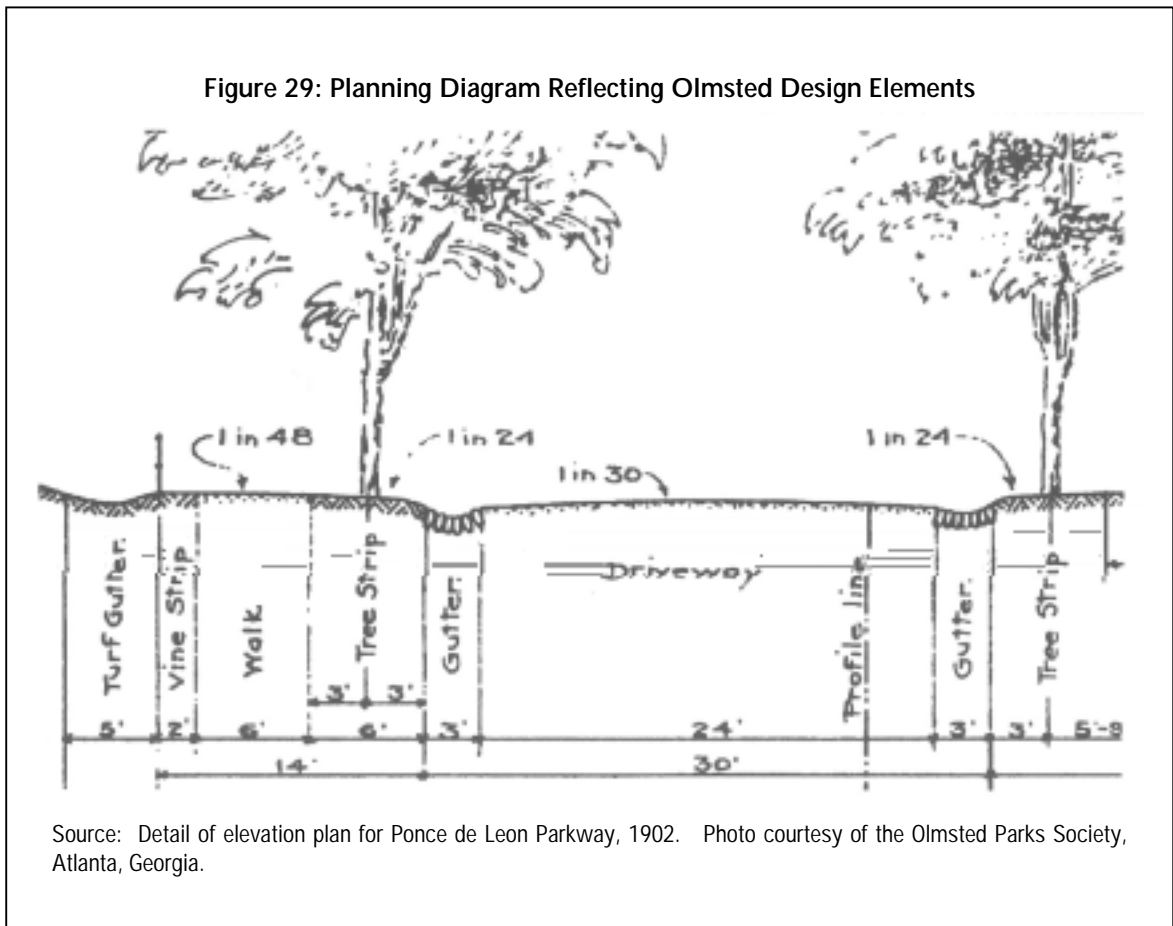 Figure 29: Planning Diagram Reflecting Olmsted Design Elements
1 in 48
1 in 24
1 in 30
1 in 24
Turf Gutter.
Vine Strip
Walk
Tree Strip
Gutter.
Driveway
Profile line
Gutter.
Tree Strip
3' 3'
5' 2' 6' 6' 3' 24' 3' 3'
14' 30'
Source: Detail of elevation plan for Ponce de Leon Parkway, 1902. Photo courtesy of the Olmsted Parks Society,
Atlanta, Georgia.